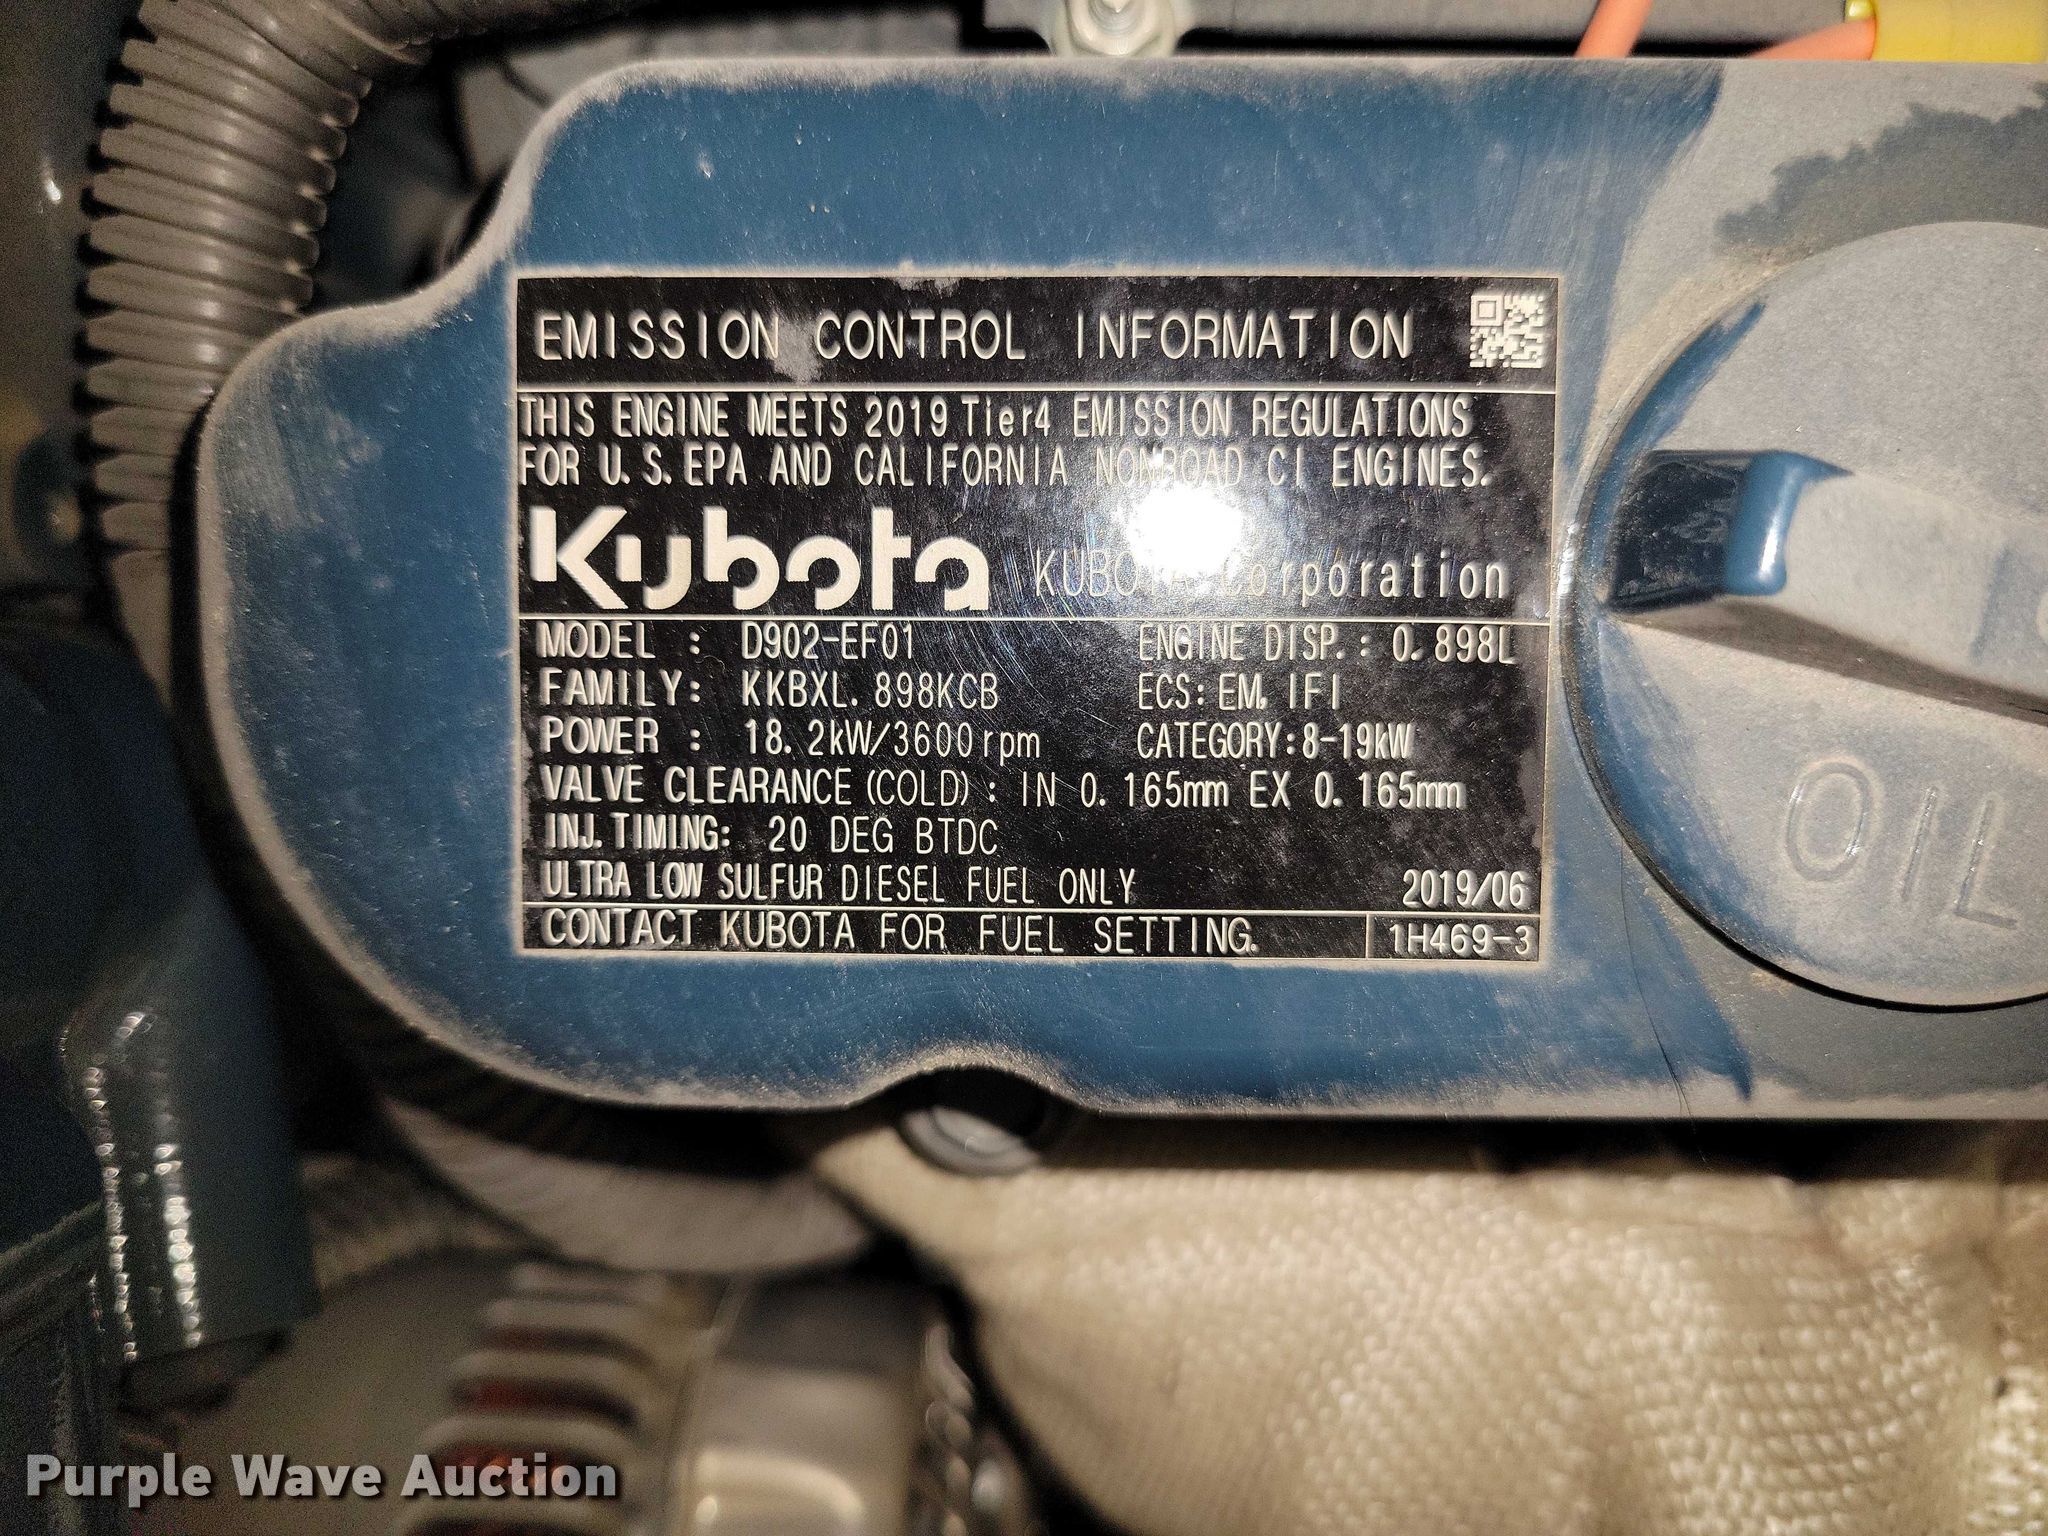 EMISSION CONTROL INFORMATION
THIS ENGINE MEETS 2019 Tier4 EMISSION REGULATIONS
FOR U.S.EPA AND CALIFORNIA NONROAD CI ENGINES.
Kubota KUBOTA Corporation
MODEL : D902-EF01 ENGINE DISP.: 0.898L
FAMILY: KKBXL.898KCB ECS:EM,IFI
POWER : 18.2kW/3600rpm CATEGORY:8-19kW
VALVE CLEARANCE(COLD): IN 0.165mm EX 0.165mm
INJ.TIMING: 20 DEG BTDC
ULTRA LOW SULFUR DIESEL FUEL ONLY 2019/06
CONTACT KUBOTA FOR FUEL SETTING. 1H469-3
OIL
Purple Wave Auction